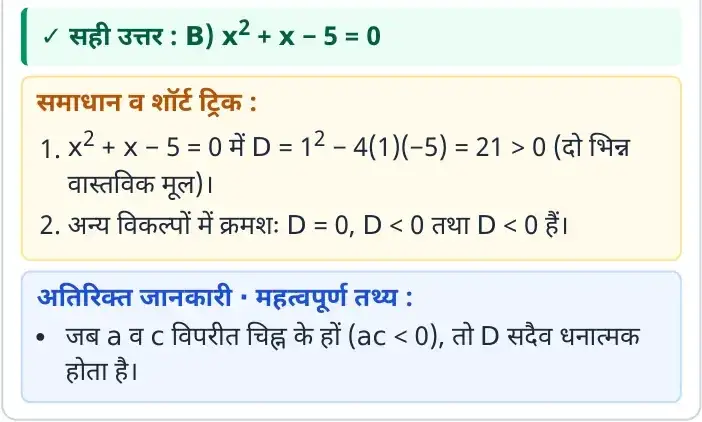 ✓ सही उत्तर : B) x² + x − 5 = 0
समाधान व शॉर्ट ट्रिक :
1. x² + x − 5 = 0 में D = 1² − 4(1)(−5) = 21 > 0 (दो भिन्न
वास्तविक मूल)।
2. अन्य विकल्पों में क्रमशः D = 0, D < 0 तथा D < 0 हैं।
अतिरिक्त जानकारी · महत्वपूर्ण तथ्य :
• जब a व c विपरीत चिह्न के हों (ac < 0), तो D सदैव धनात्मक
होता है।